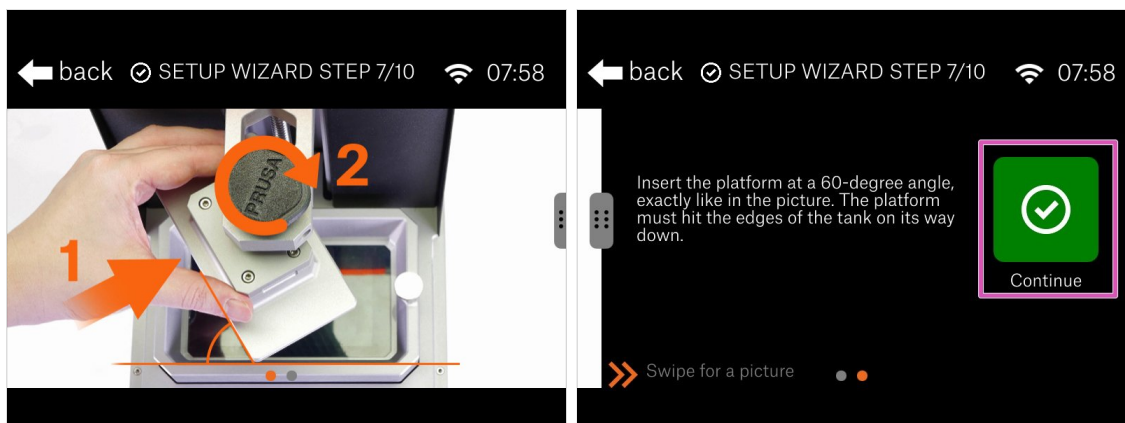 back
SETUP WIZARD STEP 7/10
07:58
1
2
PRUSA
back
SETUP WIZARD STEP 7/10
07:58
Insert the platform at a 60-degree angle,
exactly like in the picture. The platform
must hit the edges of the tank on its way
down.
Continue
Swipe for a picture